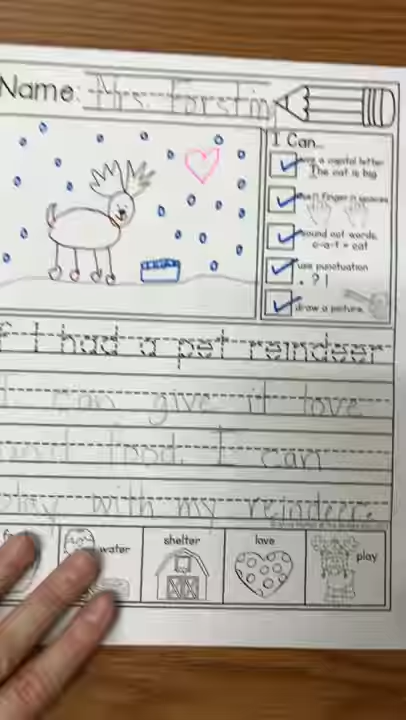 Name: Mrs. Forstin
I Can...
use a capital letter
The cat is big
finger spaces
sound out words
c-a-t = cat
use punctuation
. ? !
draw a picture
If I had a pet reindeer
I can give it love
and food. I can
play with my reindeer.
water
shelter
love
play